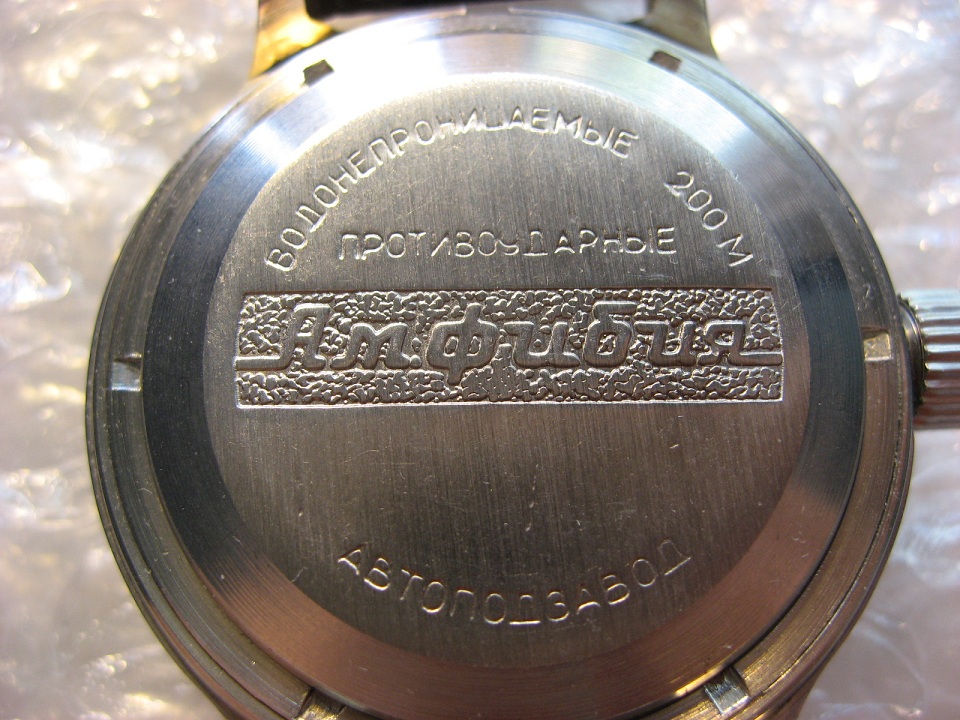 ВОДОНЕПРОНИЦАЕМЫЕ 200 М
ПРОТИВОУДАРНЫЕ
Амфибия
АВТОПОДЗАВОД